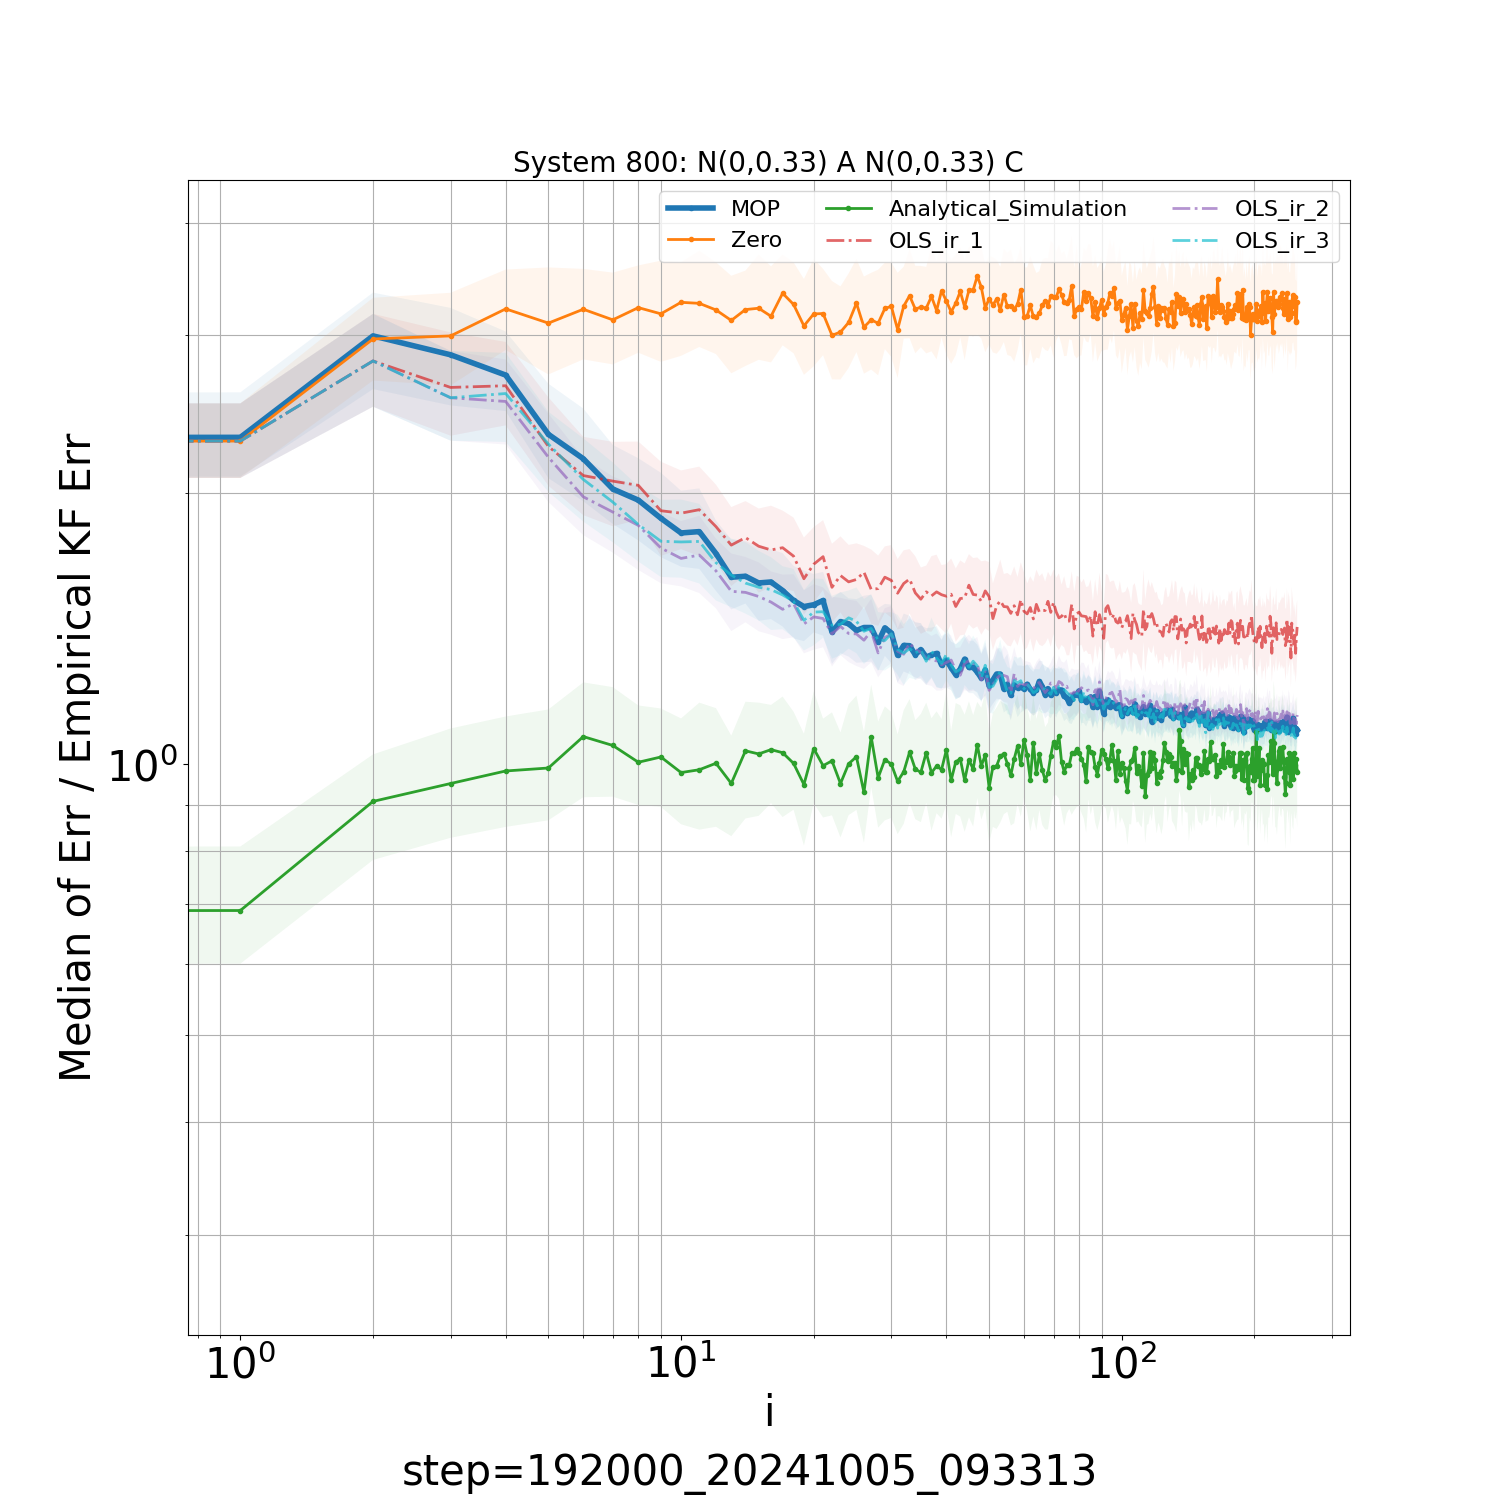 System 800: N(0,0.33) A N(0,0.33) C
MOP
Zero
Analytical_Simulation
OLS_ir_1
OLS_ir_2
OLS_ir_3
Median of Err / Empirical KF Err
10⁰
10⁰
10¹
10²
i
step=192000_20241005_093313